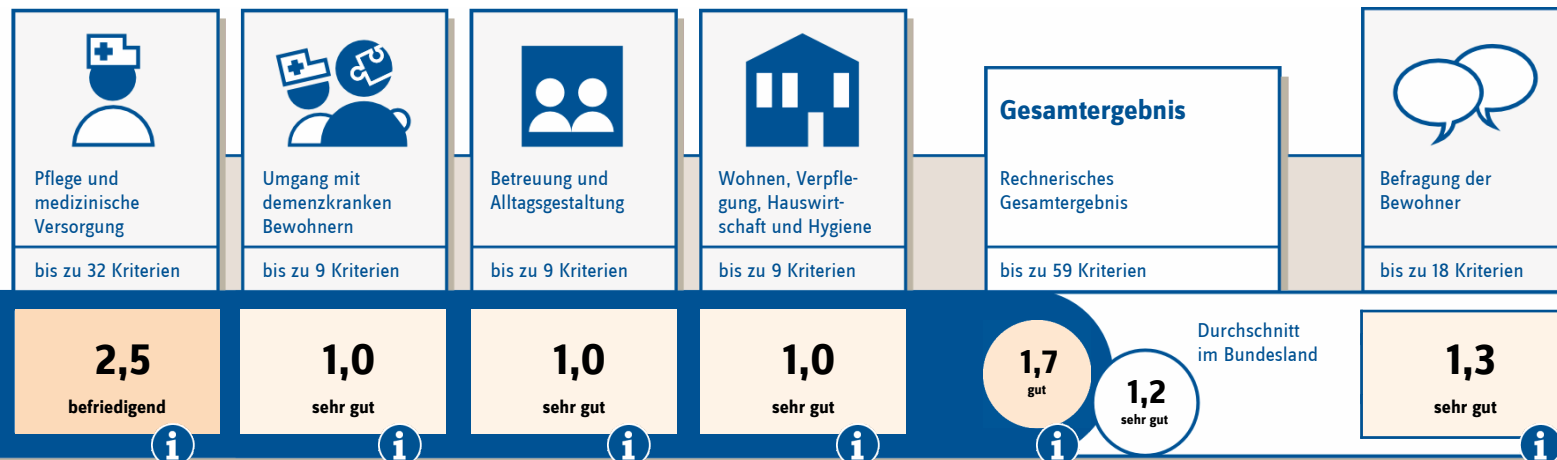 Pflege und
medizinische
Versorgung
bis zu 32 Kriterien
2,5
befriedigend
i
Umgang mit
demenzkranken
Bewohnern
bis zu 9 Kriterien
1,0
sehr gut
i
Betreuung und
Alltagsgestaltung
bis zu 9 Kriterien
1,0
sehr gut
i
Wohnen, Verpfle-
gung, Hauswirt-
schaft und Hygiene
bis zu 9 Kriterien
1,0
sehr gut
i
Gesamtergebnis
Rechnerisches
Gesamtergebnis
bis zu 59 Kriterien
1,7
gut
i
Durchschnitt
im Bundesland
1,2
sehr gut
Befragung der
Bewohner
bis zu 18 Kriterien
1,3
sehr gut
i